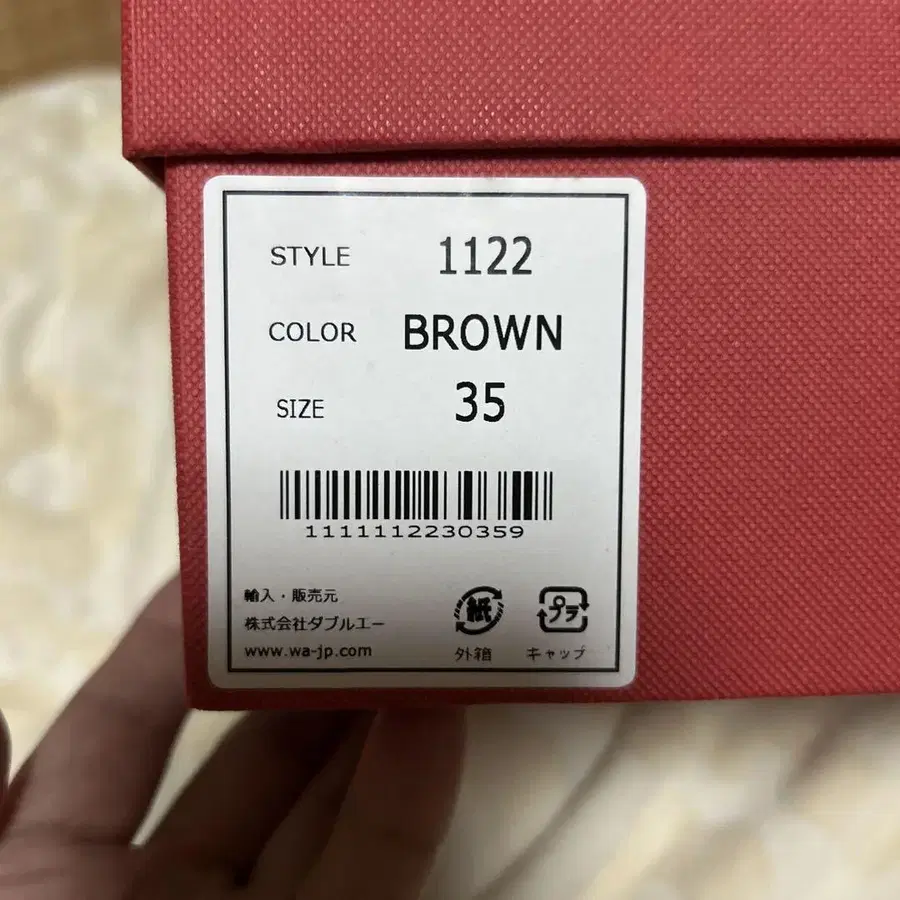 STYLE 1122
COLOR BROWN
SIZE 35
1111112230359
輸入・販売元
株式会社ダブルエー
www.wa-jp.com
紙
外箱
プラ
キャップ